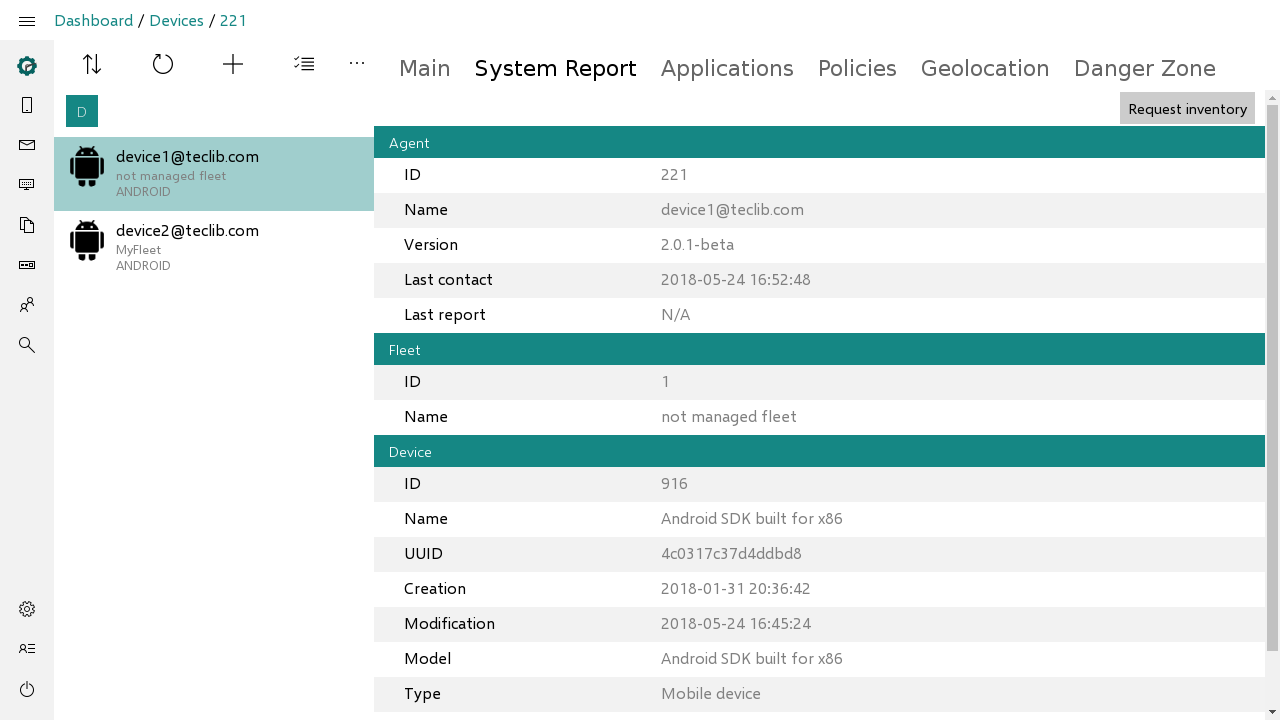 Dashboard / Devices / 221
Main System Report Applications Policies Geolocation Danger Zone
D
device1@teclib.com
not managed fleet
ANDROID
device2@teclib.com
MyFleet
ANDROID
Request inventory
Agent
ID 221
Name device1@teclib.com
Version 2.0.1-beta
Last contact 2018-05-24 16:52:48
Last report N/A
Fleet
ID 1
Name not managed fleet
Device
ID 916
Name Android SDK built for x86
UUID 4c0317c37d4ddbd8
Creation 2018-01-31 20:36:42
Modification 2018-05-24 16:45:24
Model Android SDK built for x86
Type Mobile device